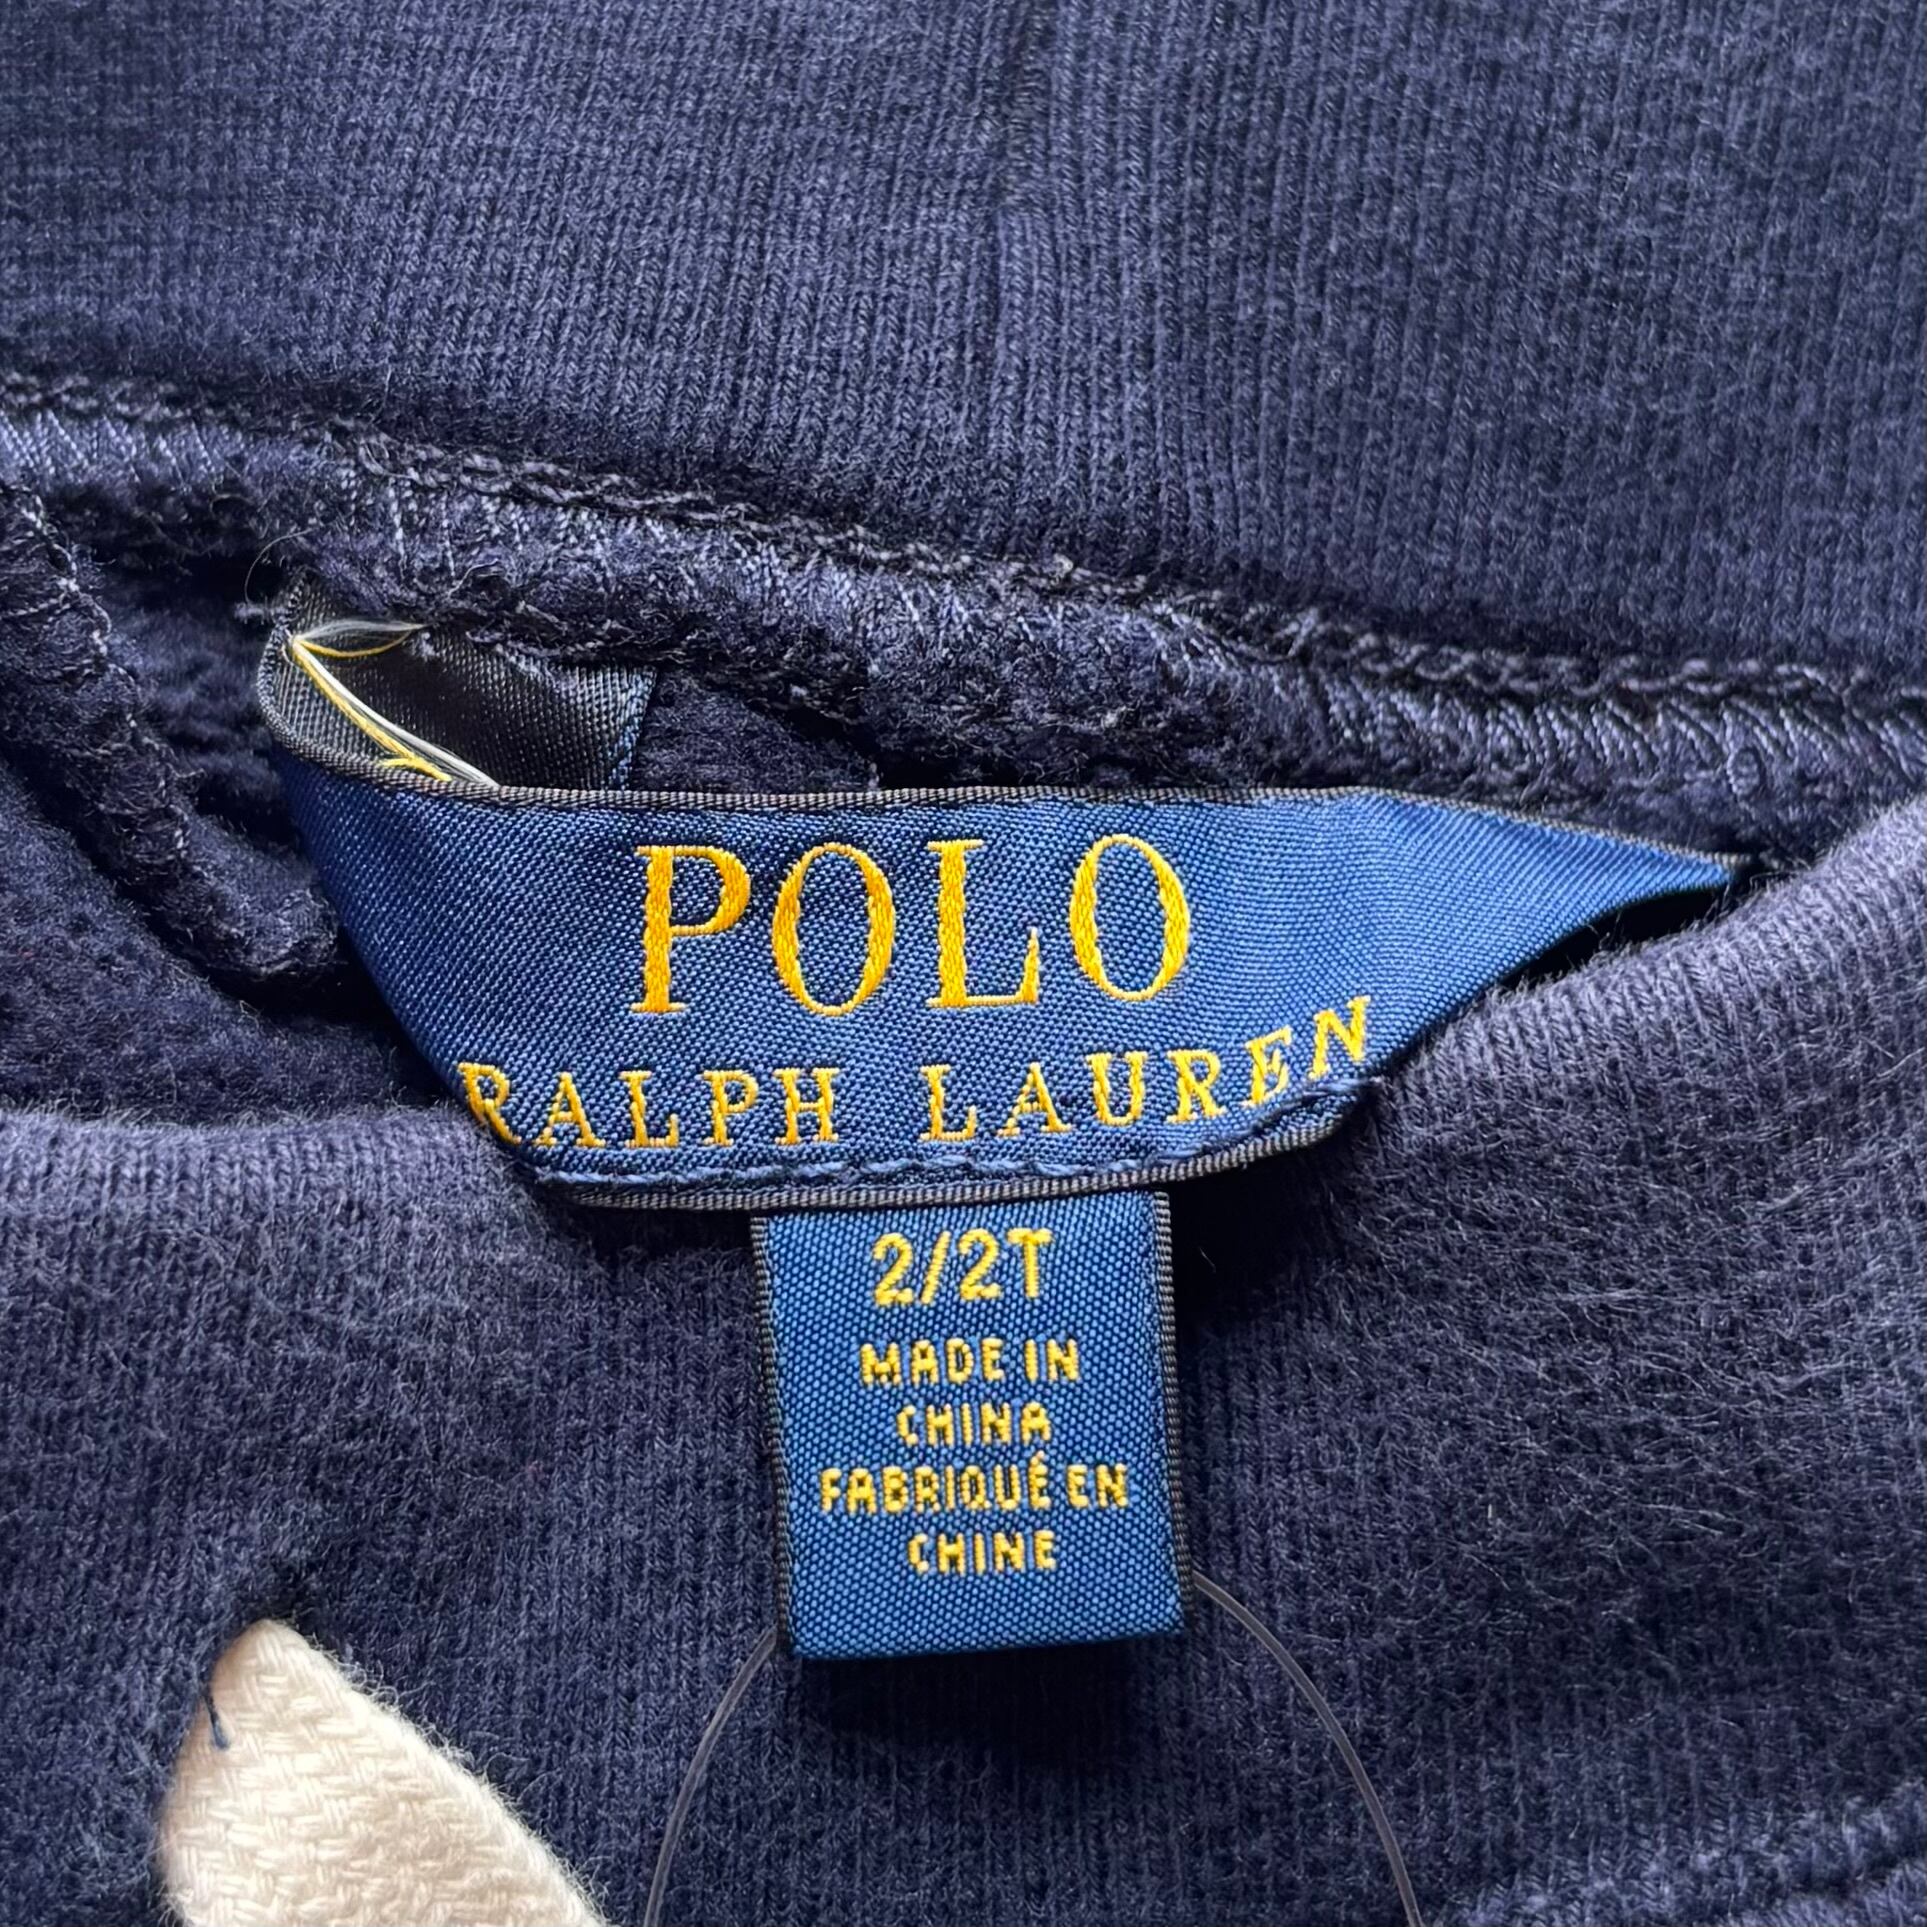 POLO
RALPH LAUREN
2/2T
MADE IN
CHINA
FABRIQUÉ EN
CHINE